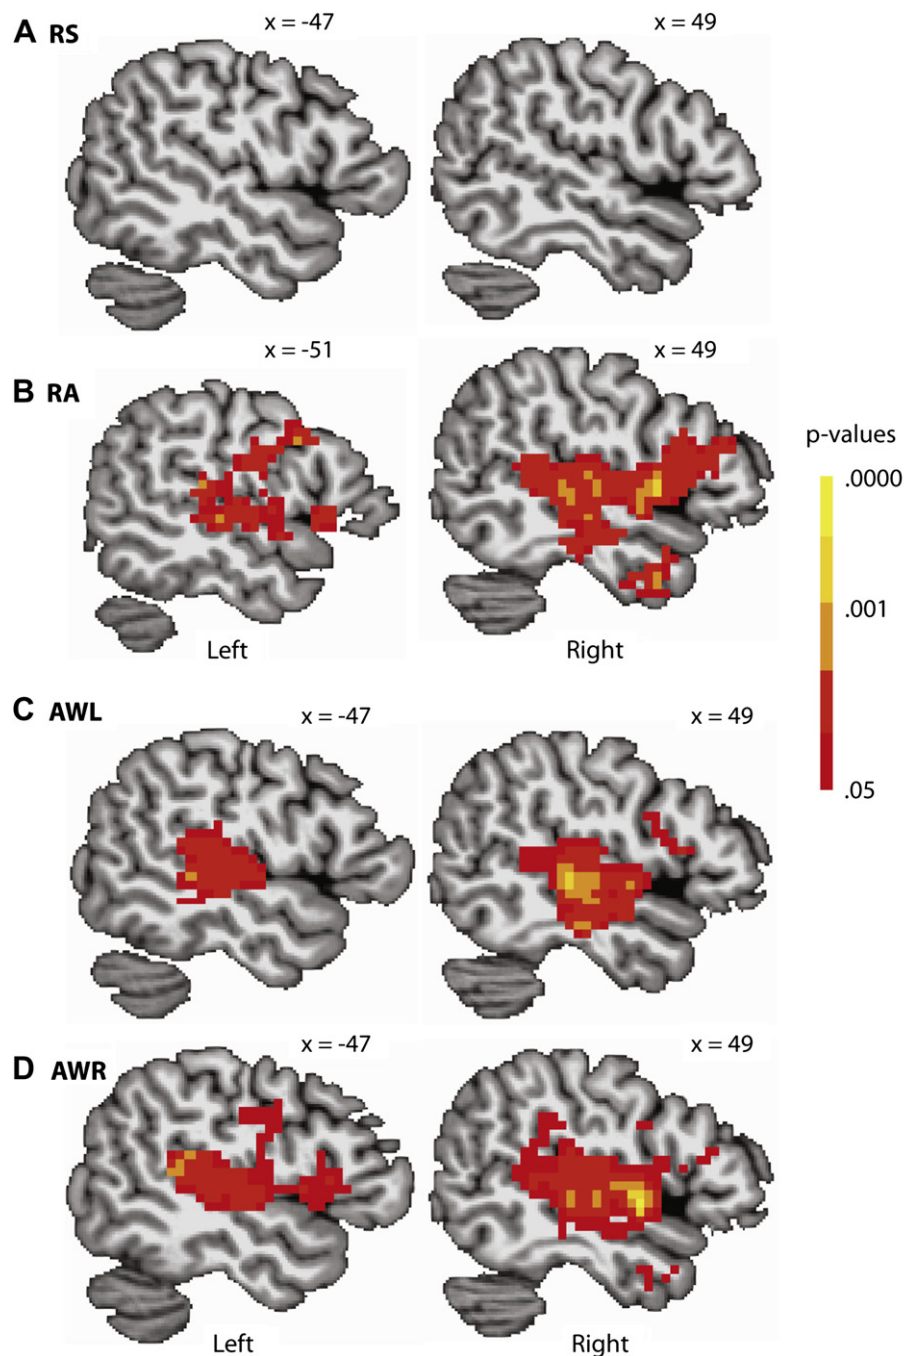 A RS
x = -47
x = 49
x = -51
x = 49
B RA
p-values
.0000
.001
.05
Left
Right
C AWL
x = -47
x = 49
x = -47
x = 49
D AWR
Left
Right